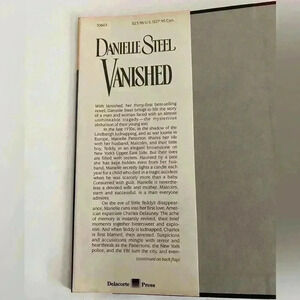 70663
DANIELLE STEEL
VANISHED
With Vanished, her thirty-first best-selling
novel, Danielle Steel brings to life the story
of a man and woman faced with an almost
unthinkable tragedy—the mysterious
abduction of their young son.
In the late 1930s, in the shadow of the
Lindbergh kidnapping, and as war looms in
Europe, Marielle Patterson shares her life
with her husband, Malcolm, and their little
boy, Teddy, in an elegant brownstone on
New York's Upper East Side. But their lives
are filled with secrets. Haunted by a past
she has kept hidden even from her hus-
band, Marielle secretly lights a candle each
year for a child who died in a tragic accident
when he was scarcely more than a baby.
Consumed with guilt, Marielle is nonethe-
less a devoted wife and mother. Malcolm,
stern and successful, is a man everyone
admires.
On the eve of little Teddy's disappear-
ance, Marielle runs into her first love, Amer-
ican expatriate Charles Delauney. The ache
of memory is instantly revived, their brief
moments together bittersweet and explo-
sive. And when Teddy is kidnapped, Charles
is first blamed, then arrested. Suspicions
and accusations mingle with terror and
heartbreak as the Pattersons, the New York
police, and the FBI stir the city, and even
(continued on back flap)
Delacorte Press